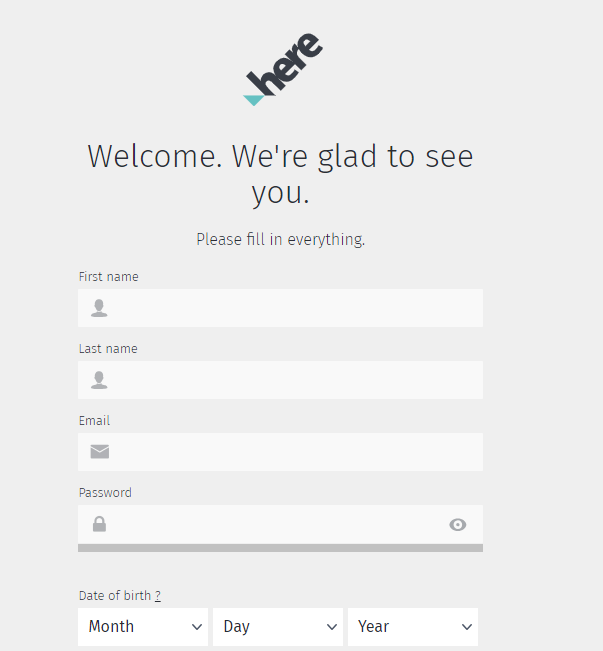 here
Welcome. We're glad to see
you.
Please fill in everything.
First name
Last name
Email
Password
Date of birth ?
Month Day Year